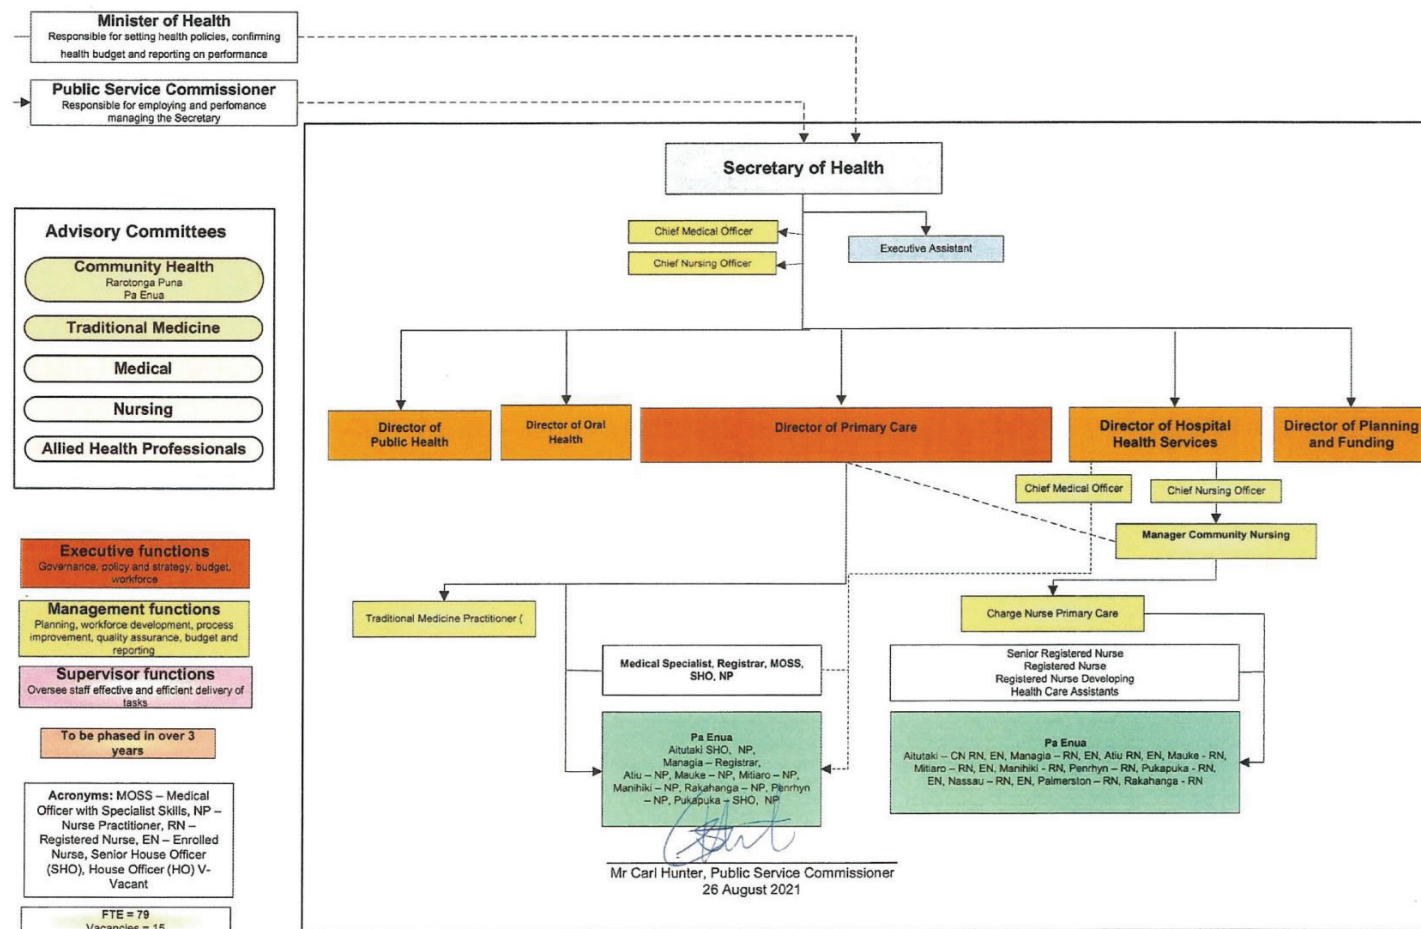 Minister of Health
Responsible for setting health policies, confirming
health budget and reporting on performance
Public Service Commissioner
Responsible for employing and perfomance
managing the Secretary
Secretary of Health
Chief Medical Officer
Chief Nursing Officer
Executive Assistant
Advisory Committees
Community Health
Rarotonga Puna
Pa Enua
Traditional Medicine
Medical
Nursing
Allied Health Professionals
Director of
Public Health
Director of Oral
Health
Director of Primary Care
Director of Hospital
Health Services
Director of Planning
and Funding
Chief Medical Officer
Chief Nursing Officer
Manager Community Nursing
Traditional Medicine Practitioner (
Charge Nurse Primary Care
Medical Specialist, Registrar, MOSS,
SHO, NP
Senior Registered Nurse
Registered Nurse
Registered Nurse Developing
Health Care Assistants
Pa Enua
Aitutaki SHO, NP,
Managia – Registrar,
Atiu – NP, Mauke – NP, Mitiaro – NP,
Manihiki – NP, Rakahanga – NP, Penrhyn
– NP, Pukapuka – SHO, NP
Pa Enua
Aitutaki – CN RN, EN, Managia – RN, EN, Atiu RN, EN, Mauke - RN,
Mitiaro – RN, EN, Manihiki - RN, Penrhyn – RN, Pukapuka - RN,
EN, Nassau – RN, EN, Palmerston – RN, Rakahanga - RN
Mr Carl Hunter, Public Service Commissioner
26 August 2021
Executive functions
Governance, policy and strategy, budget,
workforce
Management functions
Planning, workforce development, process
improvement, quality assurance, budget and
reporting
Supervisor functions
Oversee staff effective and efficient delivery of
tasks
To be phased in over 3
years
Acronyms: MOSS – Medical
Officer with Specialist Skills, NP –
Nurse Practitioner, RN –
Registered Nurse, EN – Enrolled
Nurse, Senior House Officer
(SHO), House Officer (HO) V-
Vacant
FTE = 79
Vacancies = 15